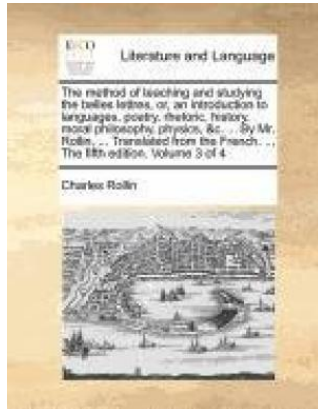 ECCO
Literature and Language
The method of teaching and studying
the belles lettres, or, an introduction to
languages, poetry, rhetoric, history,
moral philosophy, physics, &c. ... By Mr.
Rollin, ... Translated from the French. ...
The fifth edition. Volume 3 of 4
Charles Rollin